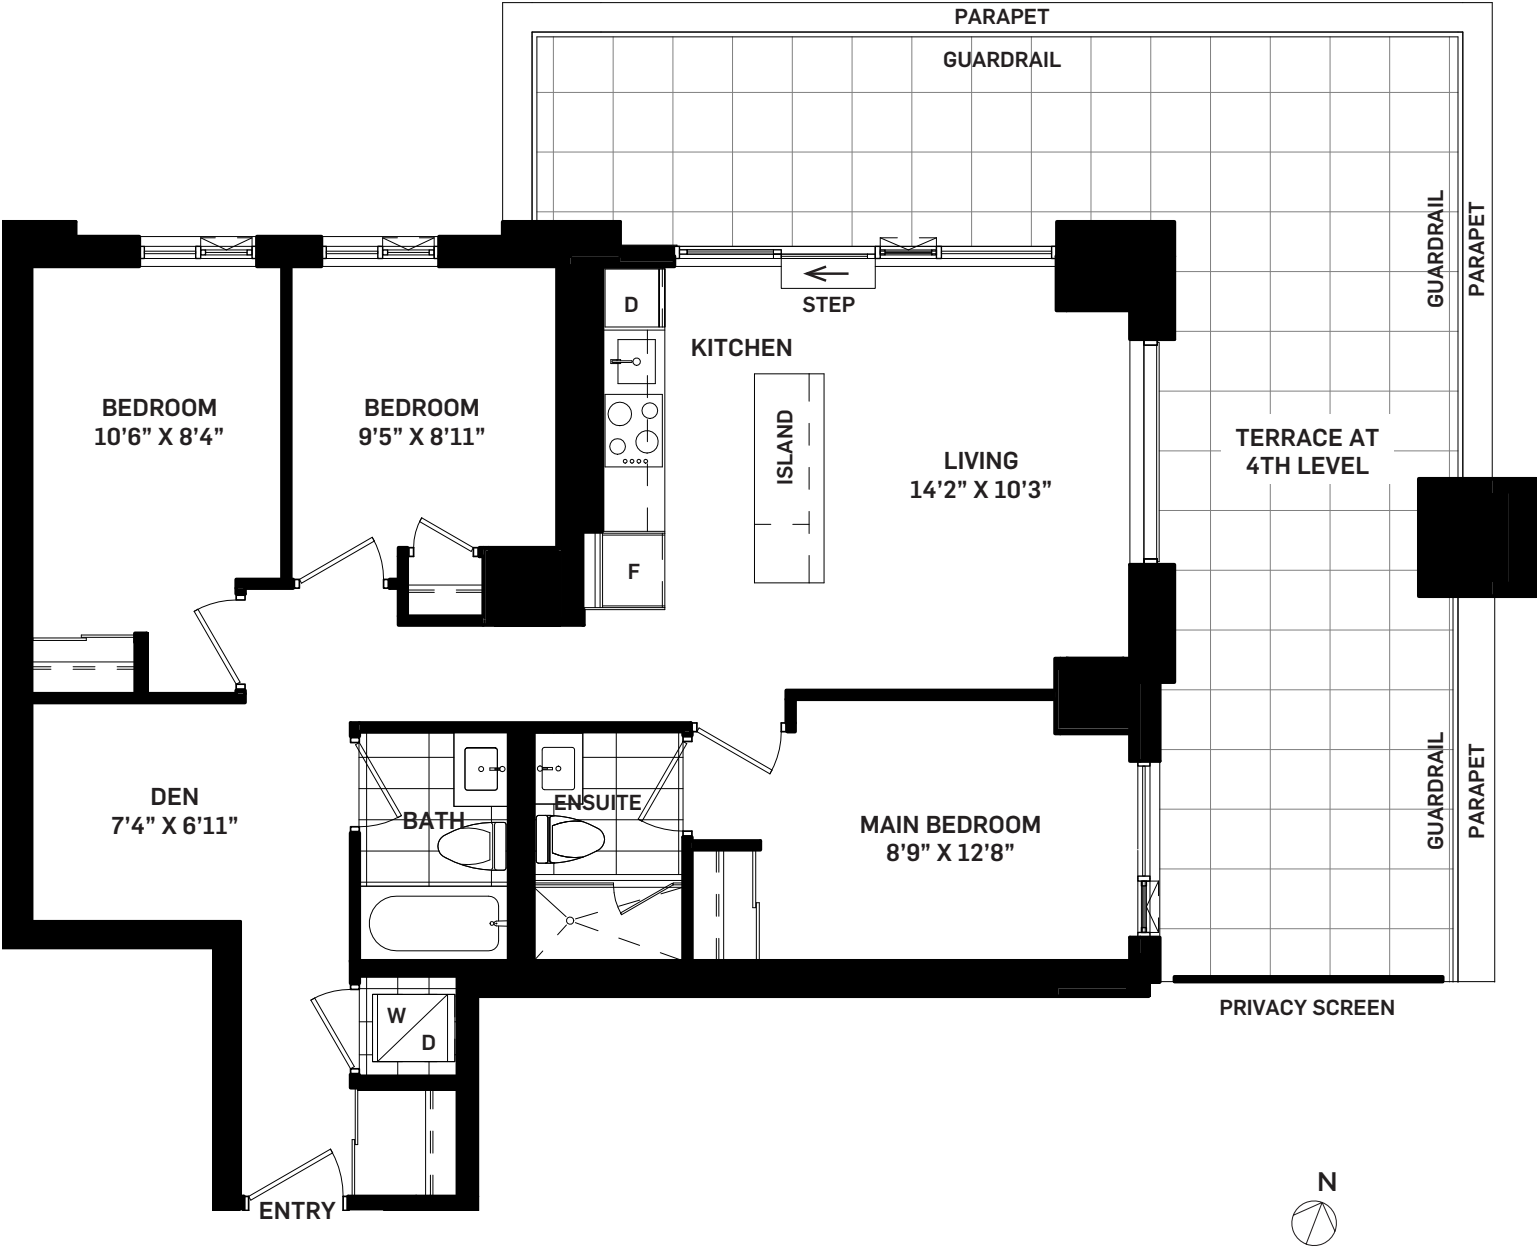 PARAPET
GUARDRAIL
GUARDRAIL
PARAPET
D
STEP
KITCHEN
BEDROOM
10’6” X 8’4”
BEDROOM
9’5” X 8’11”
ISLAND
LIVING
14’2” X 10’3”
TERRACE AT
4TH LEVEL
F
DEN
7’4” X 6’11”
BATH
ENSUITE
MAIN BEDROOM
8’9” X 12’8”
GUARDRAIL
PARAPET
W
D
PRIVACY SCREEN
ENTRY
N